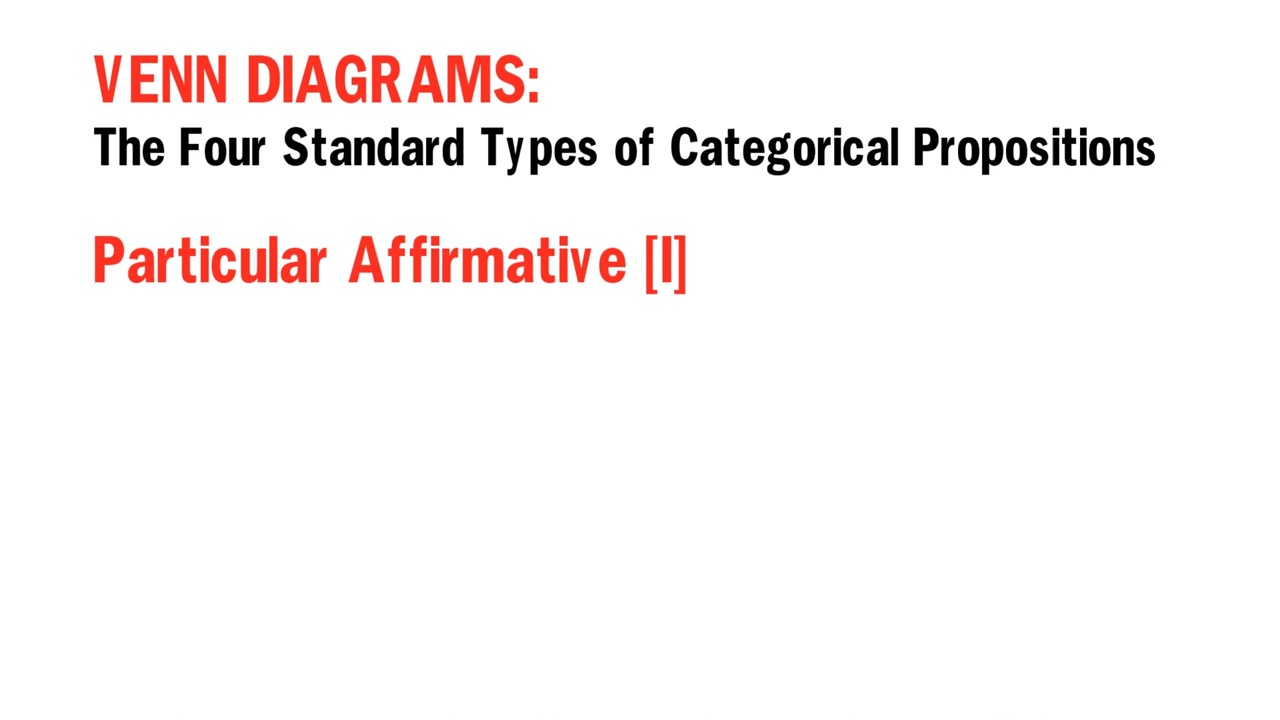 VENN DIAGRAMS:
The Four Standard Types of Categorical Propositions
Particular Affirmative [I]